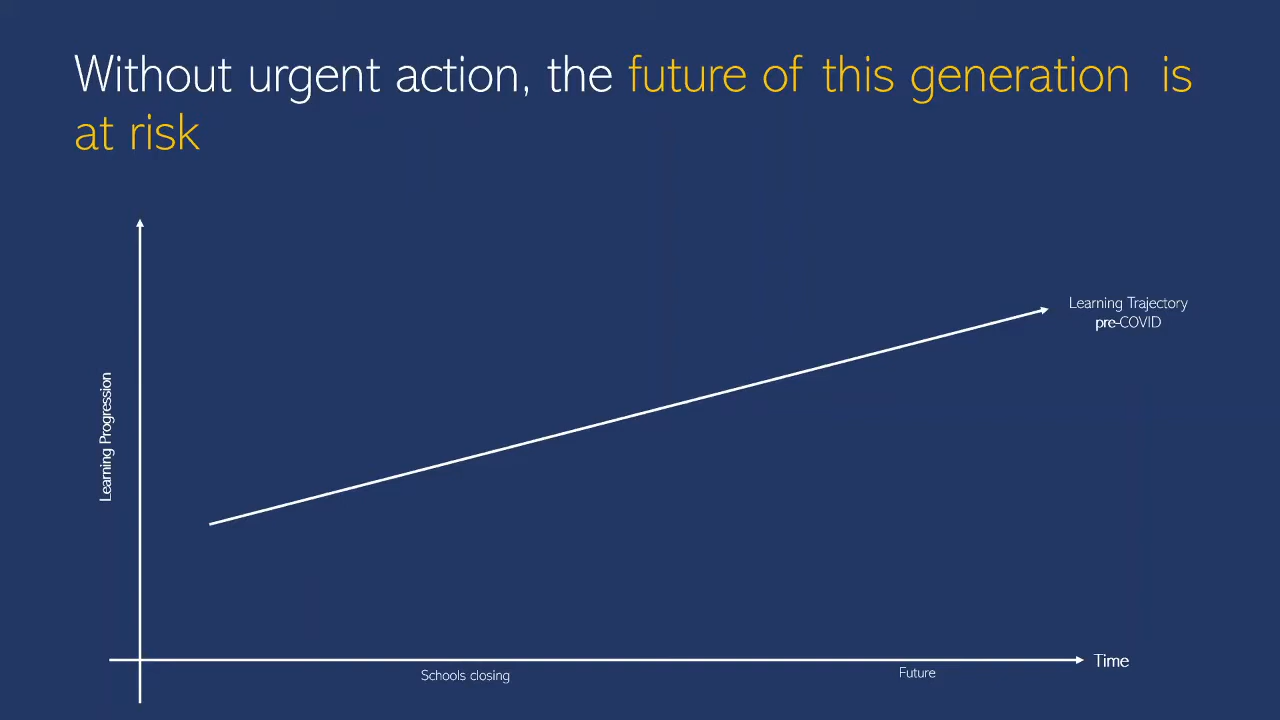 Without urgent action, the future of this generation  is
at risk
Learning Trajectory
pre-COVID
Learning Progression
Time
Schools closing
Future